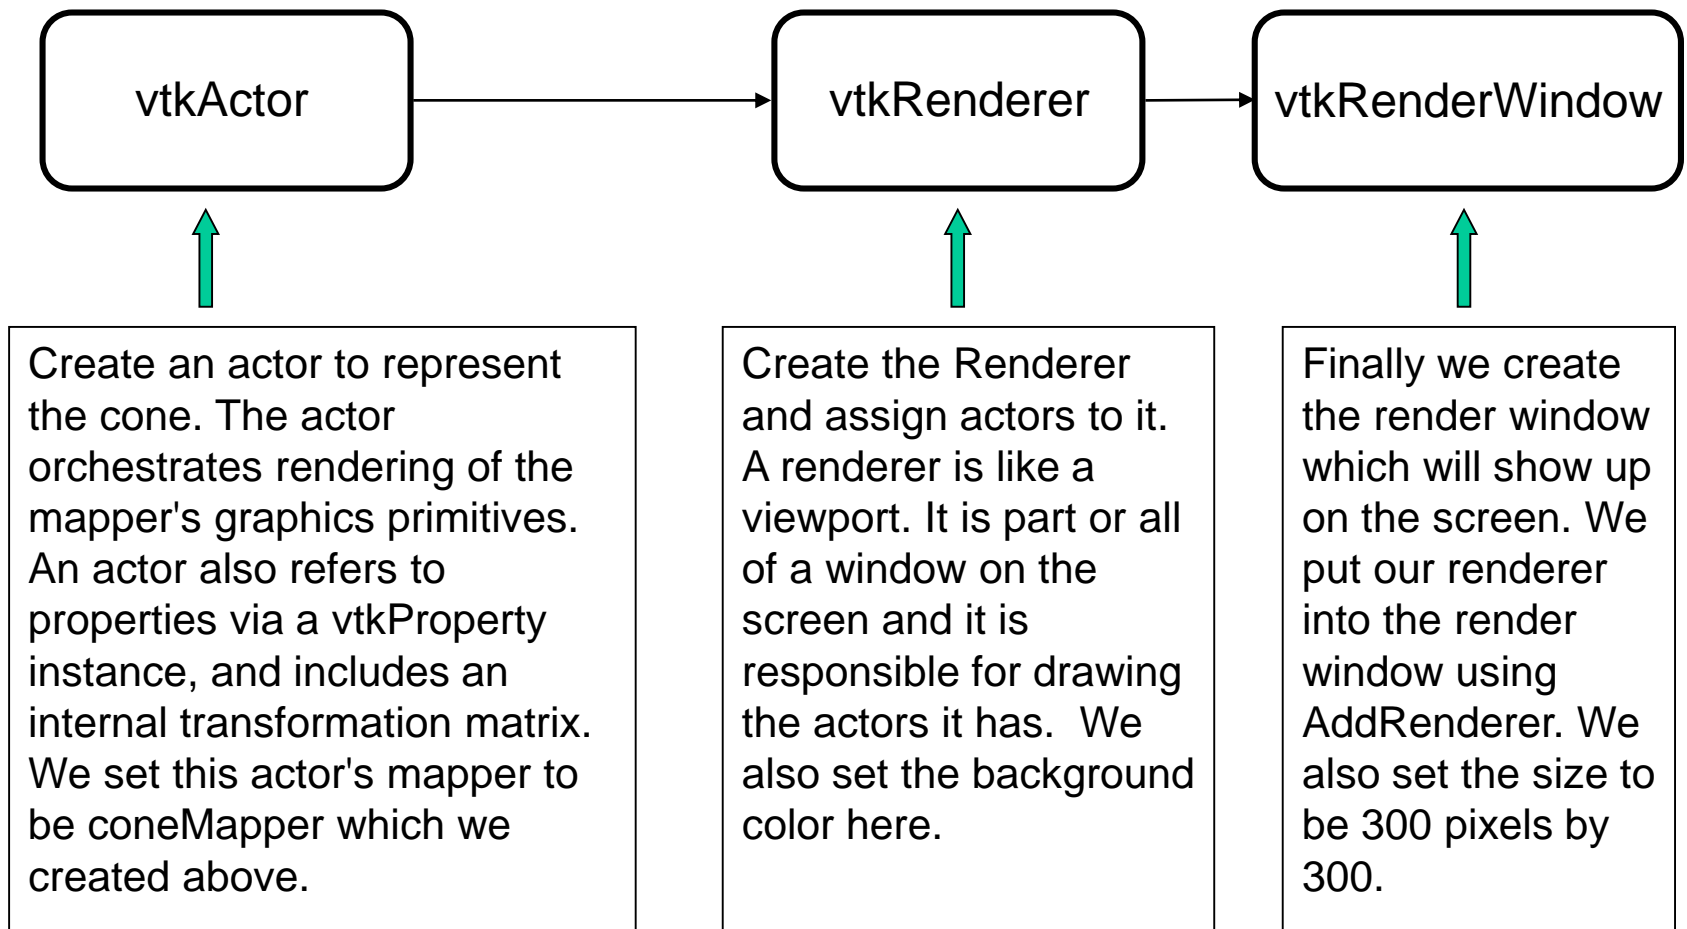 vtkActor
vtkRenderer
vtkRenderWindow
Create an actor to represent
the cone. The actor
orchestrates rendering of the
mapper's graphics primitives.
An actor also refers to
properties via a vtkProperty
instance, and includes an
internal transformation matrix.
We set this actor's mapper to
be coneMapper which we
created above.
Create the Renderer
and assign actors to it.
A renderer is like a
viewport. It is part or all
of a window on the
screen and it is
responsible for drawing
the actors it has.  We
also set the background
color here.
Finally we create
the render window
which will show up
on the screen. We
put our renderer
into the render
window using
AddRenderer. We
also set the size to
be 300 pixels by
300.